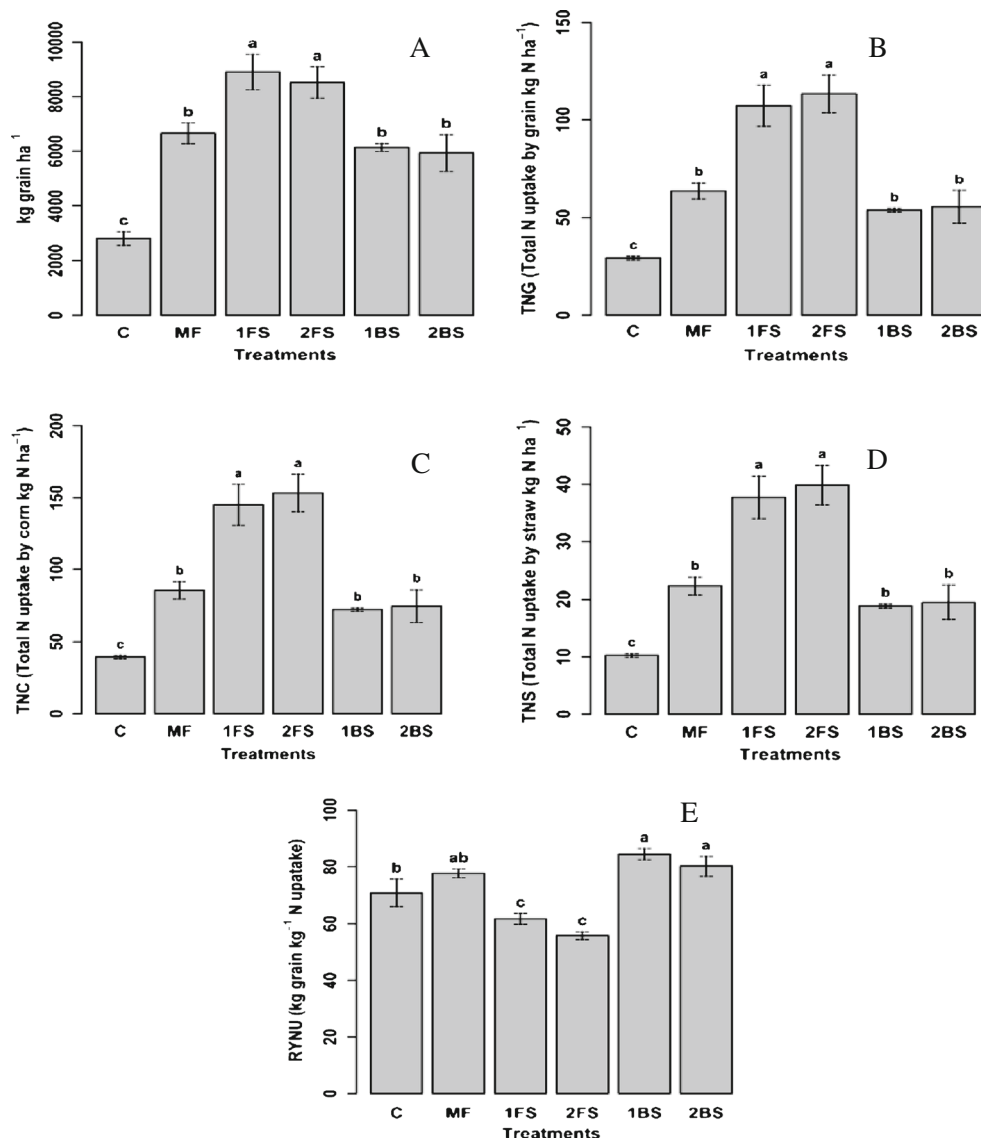 A
kg grain ha⁻¹
0
2000
4000
6000
8000
10000
c
b
a
a
b
b
C MF 1FS 2FS 1BS 2BS
Treatments
B
TNG (Total N uptake by grain kg N ha⁻¹)
0
50
100
150
c
b
a
a
b
b
C MF 1FS 2FS 1BS 2BS
Treatments
C
TNC (Total N uptake by corn kg N ha⁻¹)
0
50
100
150
200
c
b
a
a
b
b
C MF 1FS 2FS 1BS 2BS
Treatments
D
TNS (Total N uptake by straw kg N ha⁻¹)
0
10
20
30
40
50
c
b
a
a
b
b
C MF 1FS 2FS 1BS 2BS
Treatments
E
RYNU (kg grain kg⁻¹ N upatake)
0
20
40
60
80
100
b
ab
c
c
a
a
C MF 1FS 2FS 1BS 2BS
Treatments